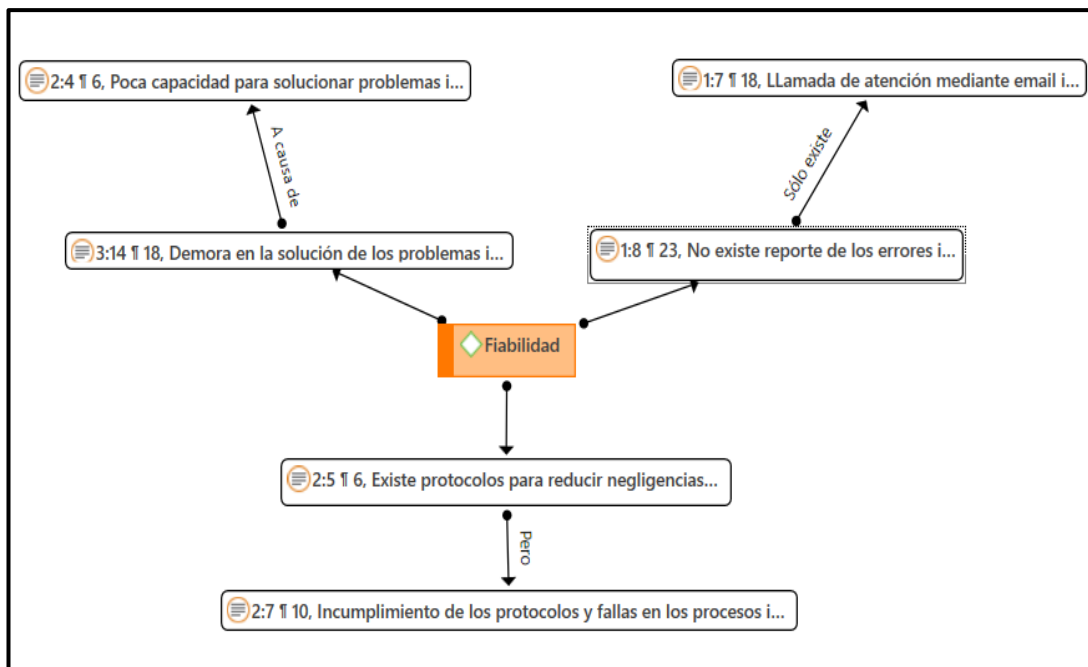 2:4 ¶ 6, Poca capacidad para solucionar problemas i...
1:7 ¶ 18, LLamada de atención mediante email i...
A causa de
Sólo existe
3:14 ¶ 18, Demora en la solución de los problemas i...
1:8 ¶ 23, No existe reporte de los errores i...
Fiabilidad
2:5 ¶ 6, Existe protocolos para reducir negligencias...
Pero
2:7 ¶ 10, Incumplimiento de los protocolos y fallas en los procesos i...